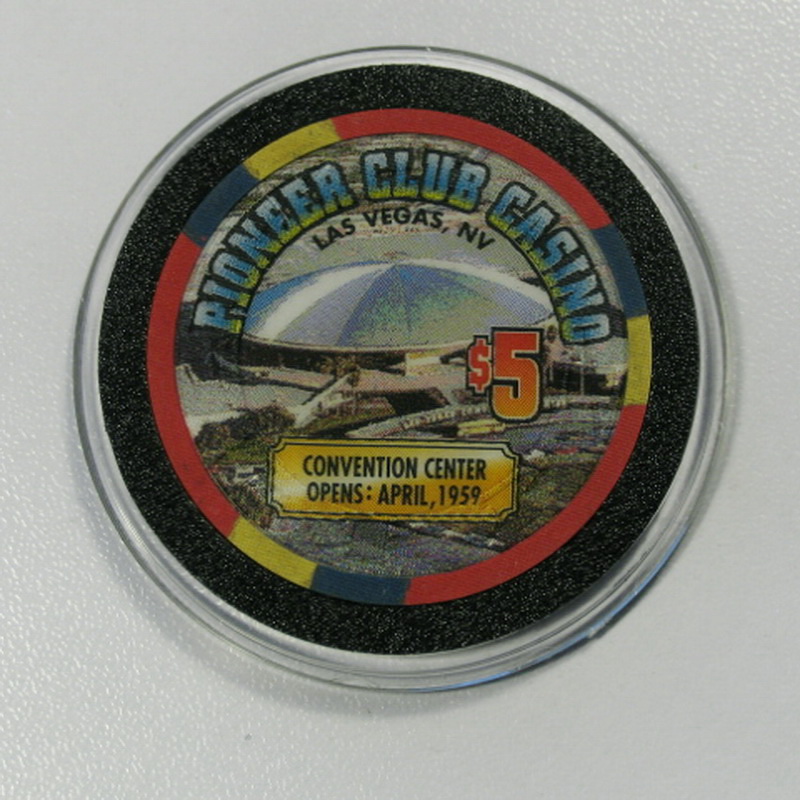 PIONEER CLUB CASINO
LAS VEGAS, NV
$5
CONVENTION CENTER
OPENS: APRIL, 1959